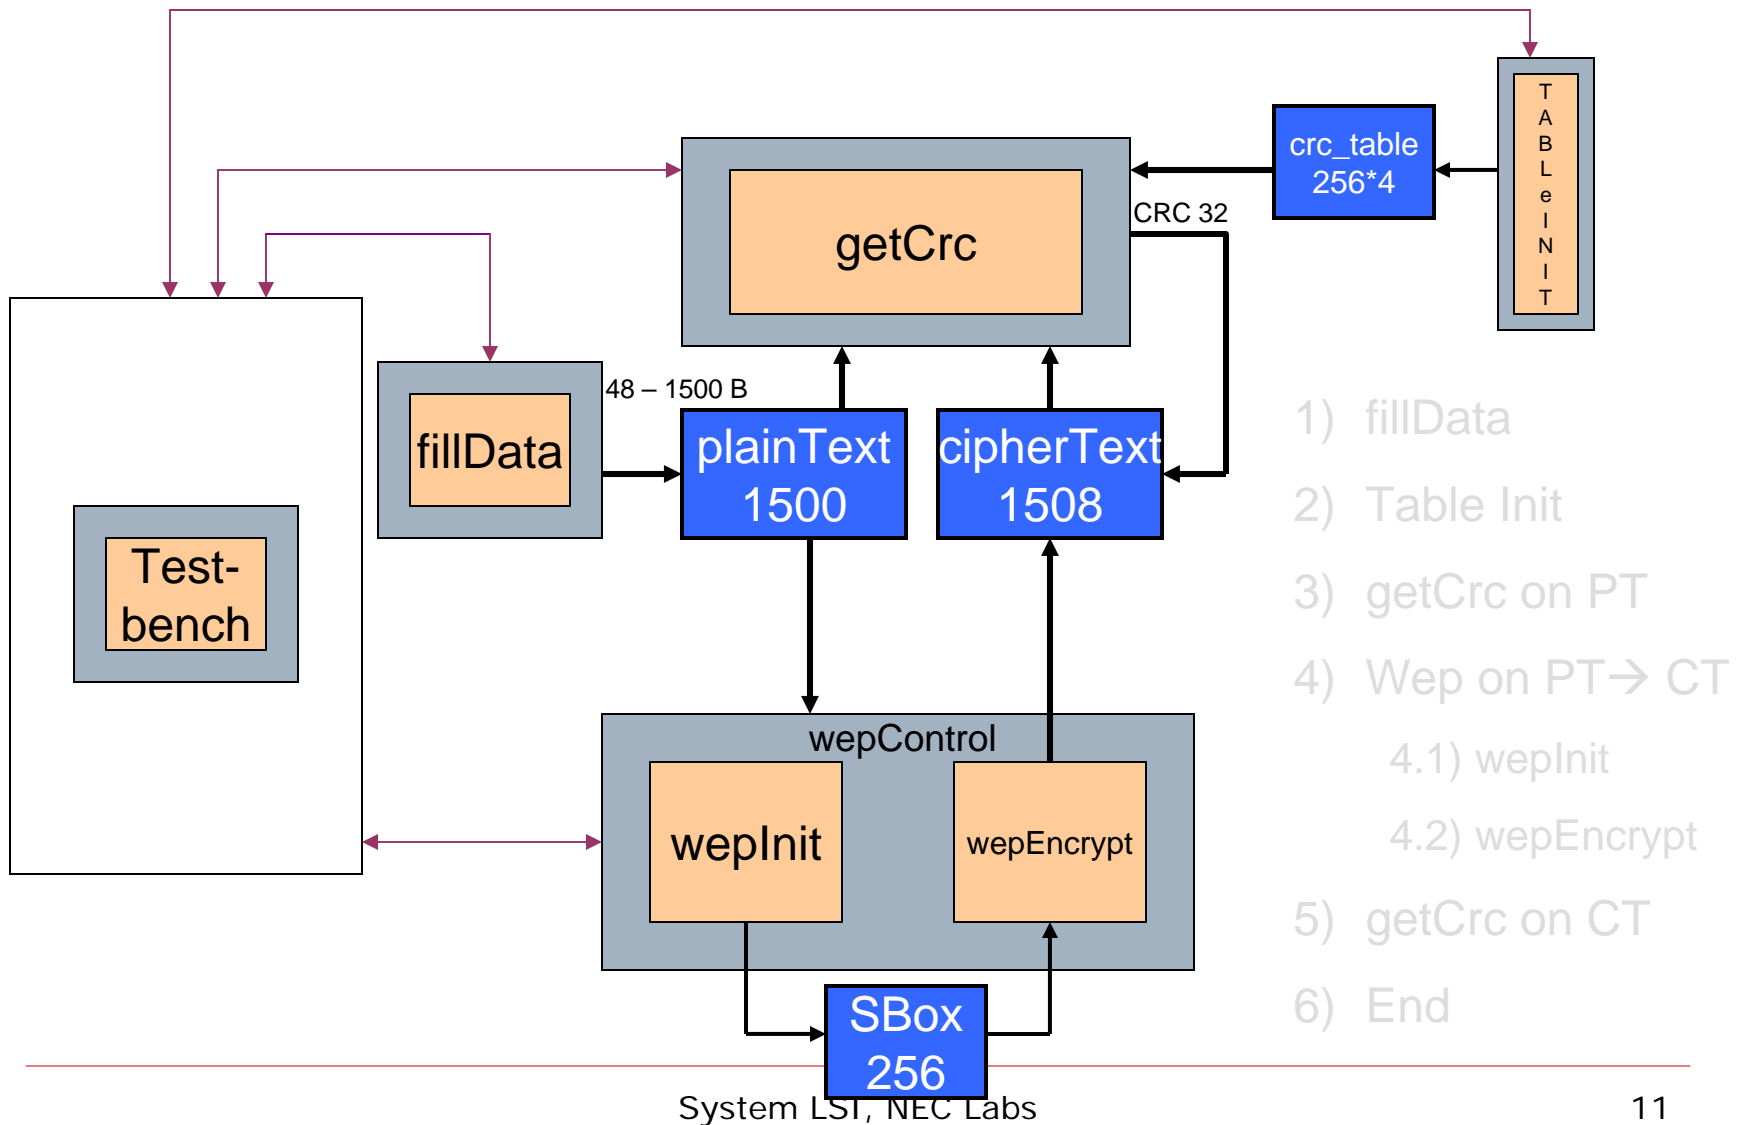 T
A
B
L
e
I
N
I
T
crc_table
256*4
CRC 32
getCrc
48 – 1500 B
fillData
plainText
1500
cipherText
1508
Test-
bench
wepControl
wepInit
wepEncrypt
SBox
256
1) fillData
2) Table Init
3) getCrc on PT
4) Wep on PT→ CT
4.1) wepInit
4.2) wepEncrypt
5) getCrc on CT
6) End
System LSI, NEC Labs
11